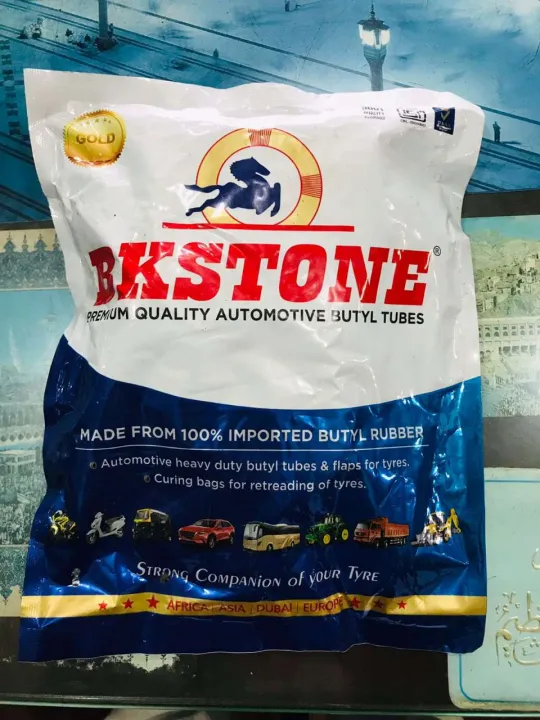 GOLD
BKSTONE®
PREMIUM QUALITY AUTOMOTIVE BUTYL TUBES
MADE FROM 100% IMPORTED BUTYL RUBBER
Automotive heavy duty butyl tubes & flaps for tyres.
Curing bags for retreading of tyres.
STRONG COMPANION of YOUR TYRE
AFRICA | ASIA | DUBAI | EUROPE